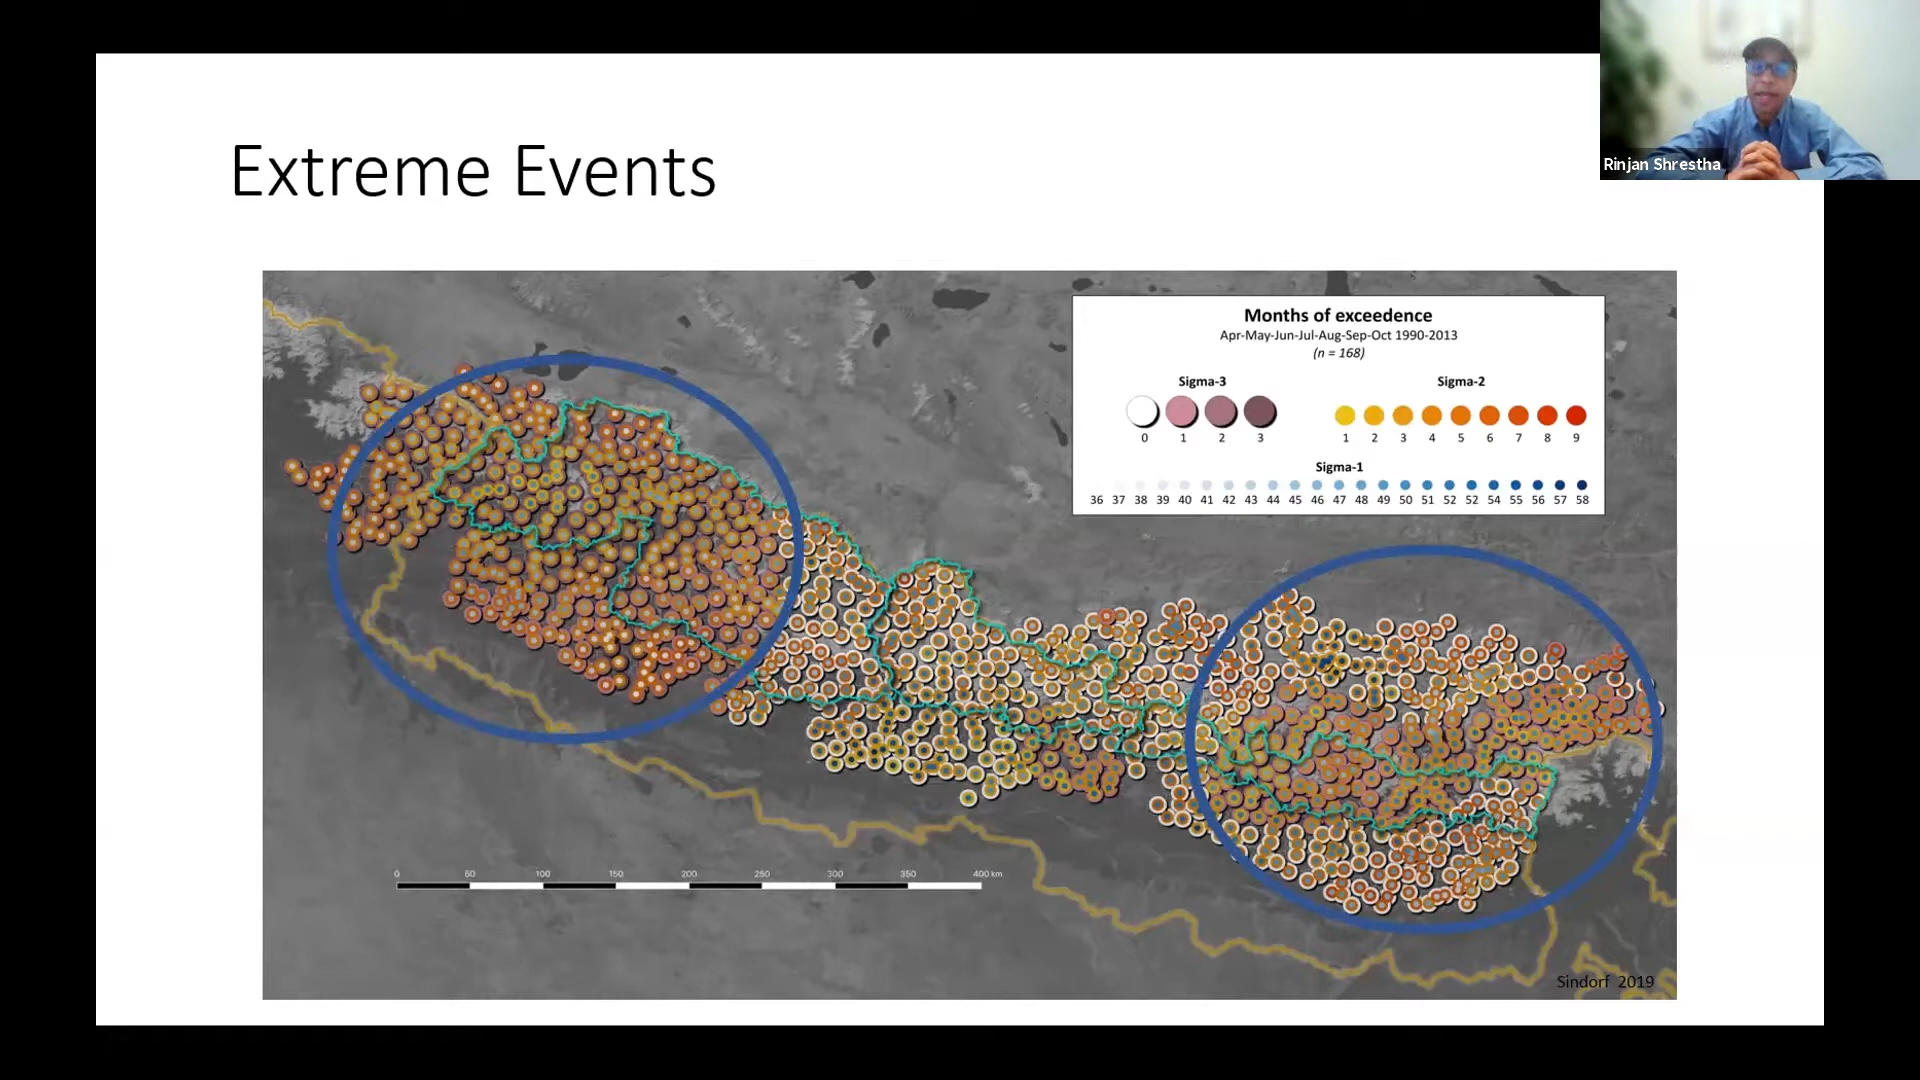 Rinjan Shrestha
Extreme Events
Months of exceedence
Apr-May-Jun-Jul-Aug-Sep-Oct 1990-2013
(n = 168)
Sigma-3
0 1 2 3
Sigma-2
1 2 3 4 5 6 7 8 9
Sigma-1
36 37 38 39 40 41 42 43 44 45 46 47 48 49 50 51 52 52 54 55 56 57 58
0 50 100 150 200 250 300 350 400 km
Sindorf 2019